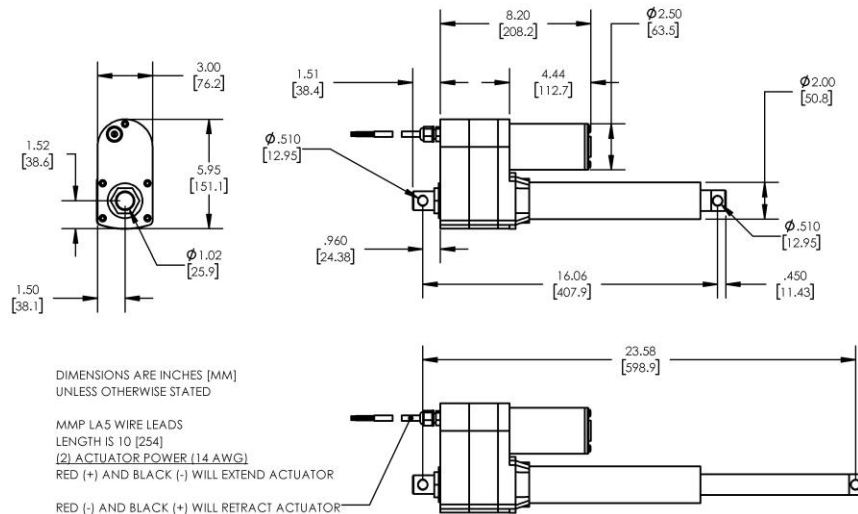 8.20
[208.2]
Ø2.50
[63.5]
3.00
[76.2]
1.51
[38.4]
4.44
[112.7]
Ø2.00
[50.8]
1.52
[38.6]
Ø.510
[12.95]
5.95
[151.1]
Ø1.02
[25.9]
.960
[24.38]
Ø.510
[12.95]
1.50
[38.1]
16.06
[407.9]
.450
[11.43]
23.58
[598.9]
DIMENSIONS ARE INCHES [MM]
UNLESS OTHERWISE STATED
MMP LA5 WIRE LEADS
LENGTH IS 10 [254]
(2) ACTUATOR POWER (14 AWG)
RED (+) AND BLACK (-) WILL EXTEND ACTUATOR
RED (-) AND BLACK (+) WILL RETRACT ACTUATOR